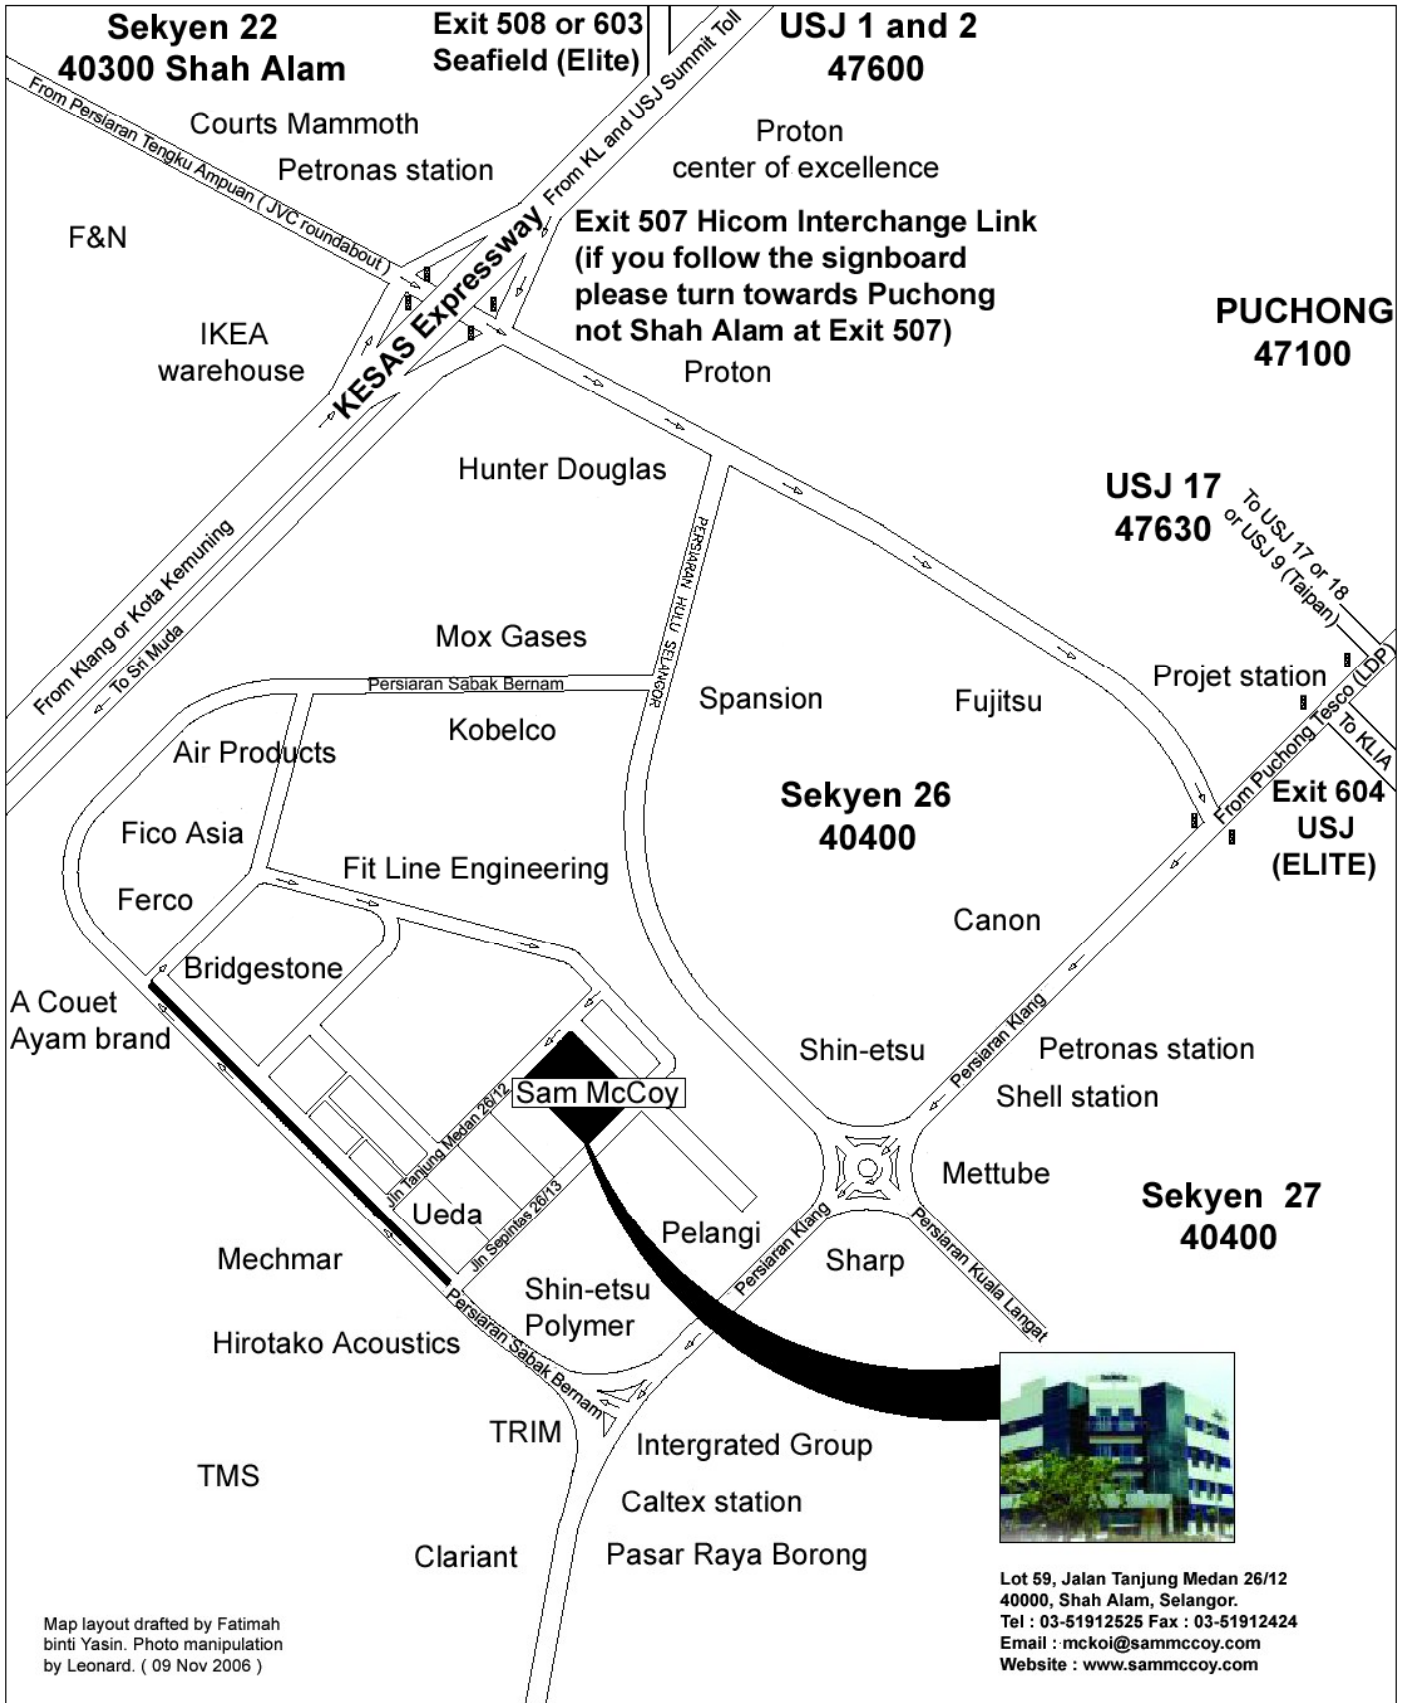 Sekyen 22
40300 Shah Alam
Exit 508 or 603
Seafield (Elite)
USJ 1 and 2
47600
From KL and USJ Summit Toll
From Persiaran Tengku Ampuan ( JVC roundabout )
Courts Mammoth
Petronas station
Proton
center of excellence
F&N
KESAS Expressway
Exit 507 Hicom Interchange Link
(if you follow the signboard
please turn towards Puchong
not Shah Alam at Exit 507)
IKEA
warehouse
Proton
PUCHONG
47100
Hunter Douglas
USJ 17
47630
To USJ 17 or 18
or USJ 9 (Taipan)
From Klang or Kota Kemuning
To Sri Muda
PERSIARAN HULU SELANGOR
Mox Gases
Persiaran Sabak Bernam
Kobelco
Spansion
Fujitsu
Projet station
From Puchong Tesco (LDP)
To KLIA
Air Products
Sekyen 26
40400
Exit 604
USJ
(ELITE)
Fico Asia
Fit Line Engineering
Ferco
Canon
Bridgestone
A Couet
Ayam brand
Shin-etsu
Persiaran Klang
Petronas station
Shell station
Sam McCoy
Jln Tanjung Medan 26/12
Mettube
Sekyen 27
40400
Ueda
Jln Sepintas 26/13
Pelangi
Persiaran Klang
Sharp
Persiaran Kuala Langat
Mechmar
Shin-etsu
Polymer
Persiaran Sabak Bernam
Hirotako Acoustics
TRIM
Intergrated Group
TMS
Caltex station
Clariant
Pasar Raya Borong
Lot 59, Jalan Tanjung Medan 26/12
40000, Shah Alam, Selangor.
Tel : 03-51912525 Fax : 03-51912424
Email : mckoi@sammccoy.com
Website : www.sammccoy.com
Map layout drafted by Fatimah
binti Yasin. Photo manipulation
by Leonard. ( 09 Nov 2006 )